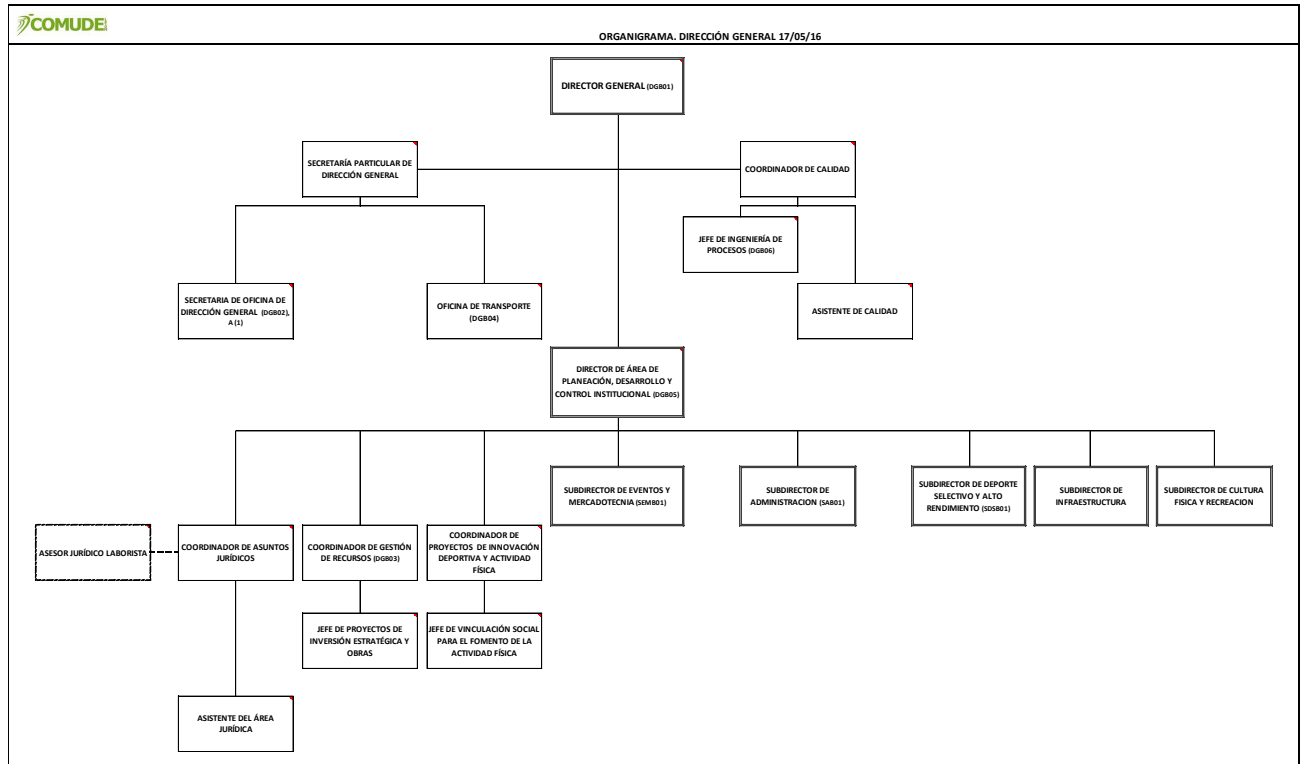 COMUDE
ORGANIGRAMA. DIRECCIÓN GENERAL 17/05/16
DIRECTOR GENERAL (DGB01)
SECRETARÍA PARTICULAR DE
DIRECCIÓN GENERAL
COORDINADOR DE CALIDAD
JEFE DE INGENIERÍA DE
PROCESOS (DGB06)
SECRETARIA DE OFICINA DE
DIRECCIÓN GENERAL (DGB02),
A (1)
OFICINA DE TRANSPORTE
(DGB04)
ASISTENTE DE CALIDAD
DIRECTOR DE ÁREA DE
PLANEACIÓN, DESARROLLO Y
CONTROL INSTITUCIONAL (DGB05)
SUBDIRECTOR DE EVENTOS Y
MERCADOTECNIA (SEMB01)
SUBDIRECTOR DE
ADMINISTRACION (SAB01)
SUBDIRECTOR DE DEPORTE
SELECTIVO Y ALTO
RENDIMIENTO (SDSB01)
SUBDIRECTOR DE
INFRAESTRUCTURA
SUBDIRECTOR DE CULTURA
FISICA Y RECREACION
ASESOR JURÍDICO LABORISTA
COORDINADOR DE ASUNTOS
JURÍDICOS
COORDINADOR DE GESTIÓN
DE RECURSOS (DGB03)
COORDINADOR DE
PROYECTOS DE INNOVACIÓN
DEPORTIVA Y ACTIVIDAD
FÍSICA
JEFE DE PROYECTOS DE
INVERSIÓN ESTRATÉGICA Y
OBRAS
JEFE DE VINCULACIÓN SOCIAL
PARA EL FOMENTO DE LA
ACTIVIDAD FÍSICA
ASISTENTE DEL ÁREA
JURÍDICA